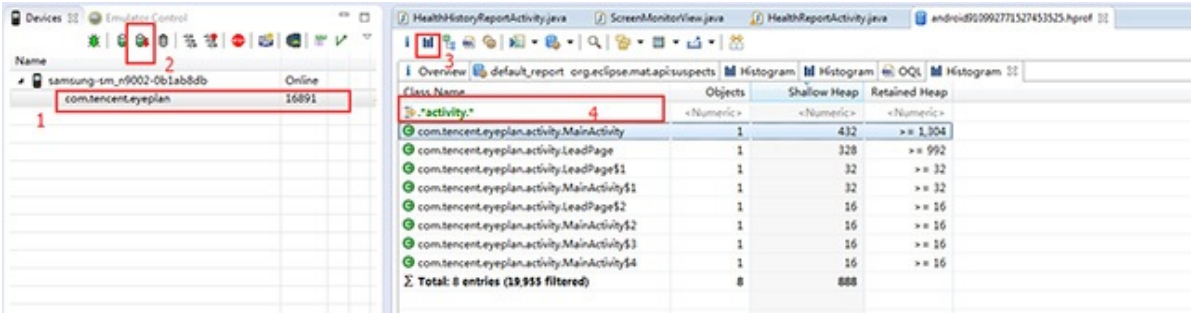 Devices Emulator Control
2
Name
samsung-sm_n9002-0b1ab8db Online
com.tencent.eyeplan 16891
1
HealthHistoryReportActivity.java ScreenMonitorView.java HealthReportActivity.java android910992771527453525.hprof
3
i Overview default_report org.eclipse.mat.api:suspects Histogram Histogram OQL Histogram
Class Name Objects Shallow Heap Retained Heap
.*activity.* 4 <Numeric> <Numeric> <Numeric>
com.tencent.eyeplan.activity.MainActivity 1 432 >= 1,304
com.tencent.eyeplan.activity.LeadPage 1 328 >= 992
com.tencent.eyeplan.activity.LeadPage$1 1 32 >= 32
com.tencent.eyeplan.activity.MainActivity$1 1 32 >= 32
com.tencent.eyeplan.activity.LeadPage$2 1 16 >= 16
com.tencent.eyeplan.activity.MainActivity$2 1 16 >= 16
com.tencent.eyeplan.activity.MainActivity$3 1 16 >= 16
com.tencent.eyeplan.activity.MainActivity$4 1 16 >= 16
Σ Total: 8 entries (19,955 filtered) 8 888